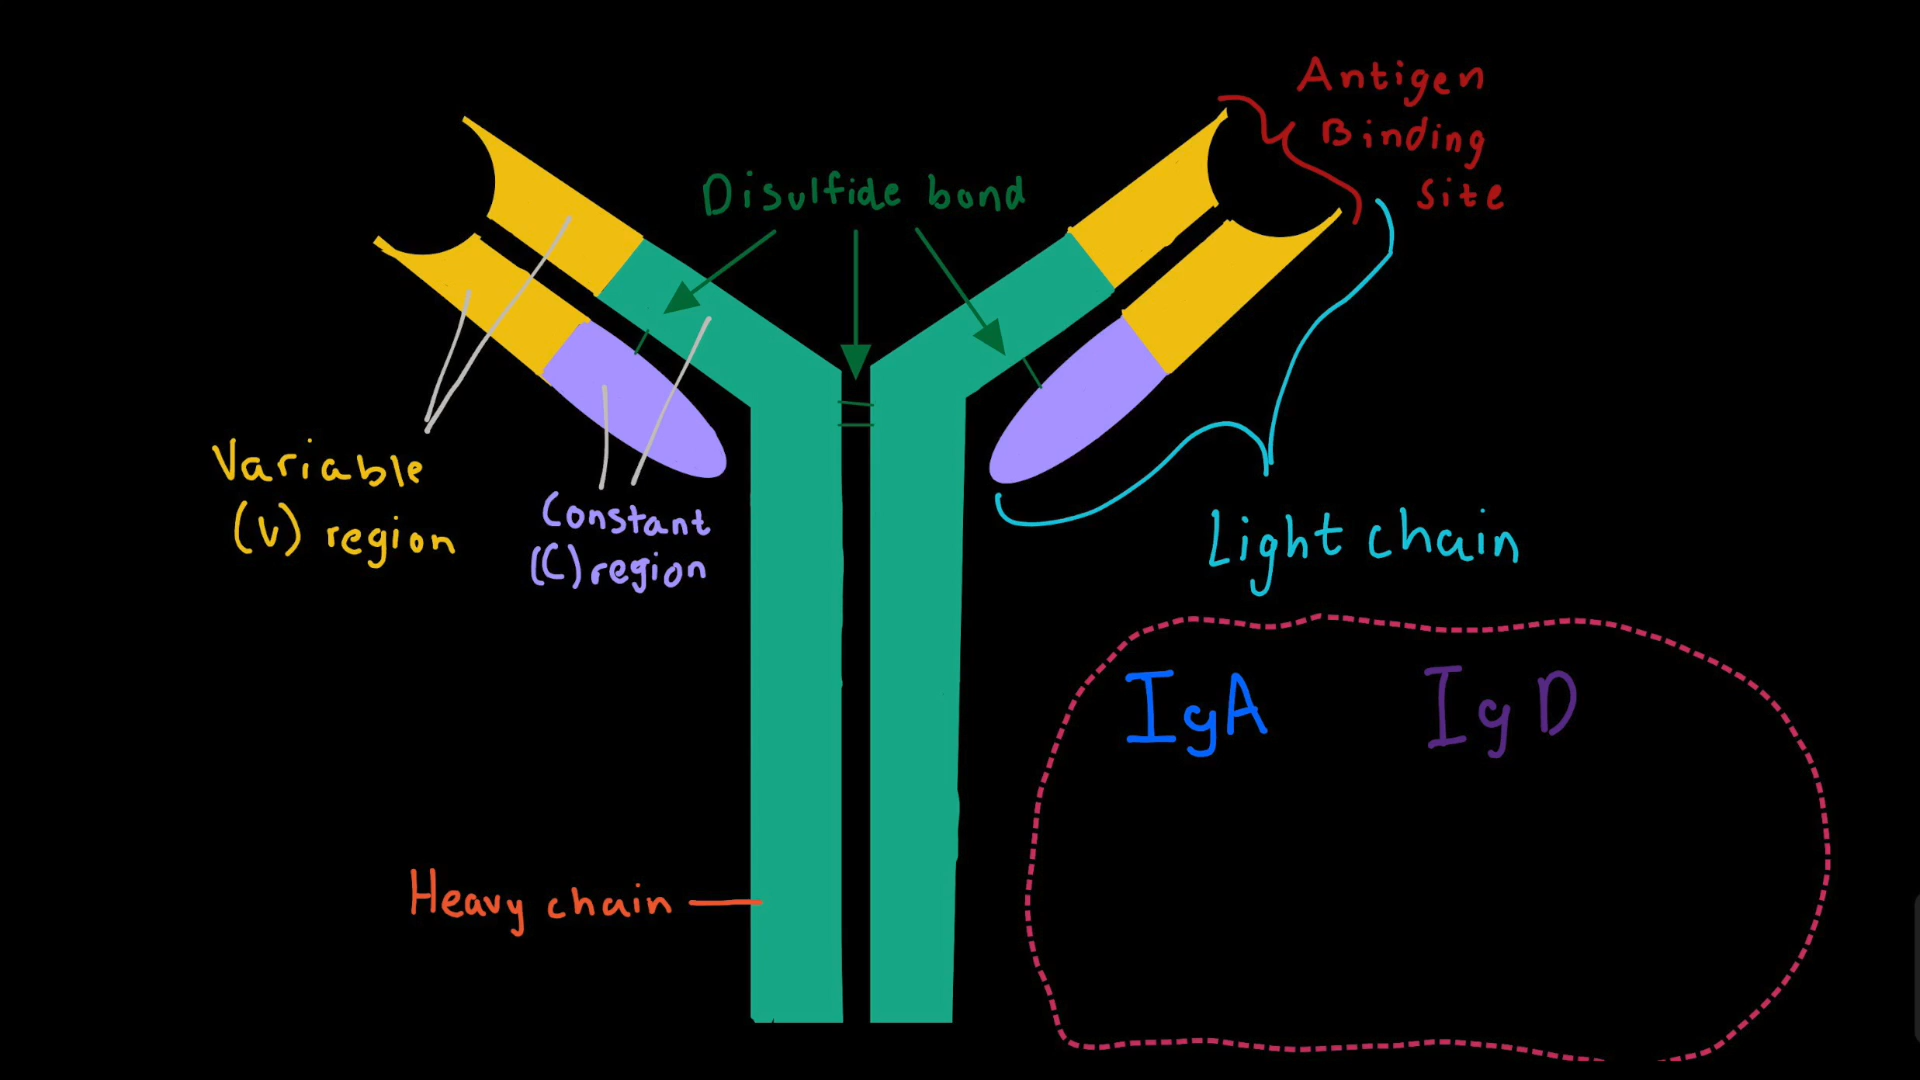 Antigen
Binding
Site
Disulfide bond
Variable
(V) region
Constant
(C) region
Light chain
IgA
IgD
Heavy chain